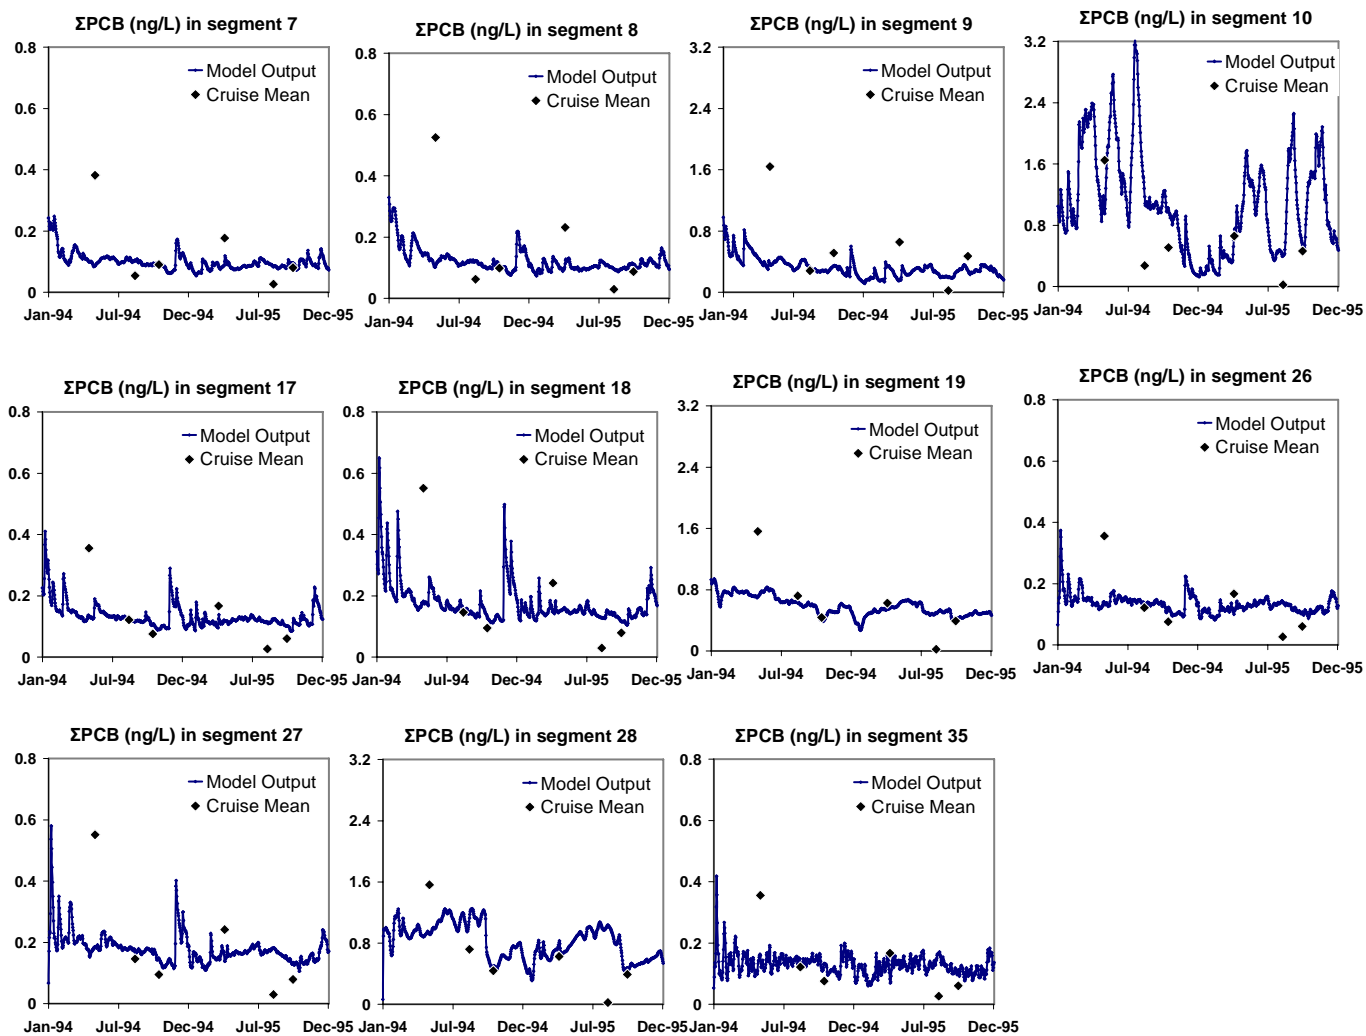 ΣPCB (ng/L) in segment 7
0.8
0.6
0.4
0.2
0
Jan-94 Jul-94 Dec-94 Jul-95 Dec-95
Model Output
Cruise Mean
ΣPCB (ng/L) in segment 8
0.8
0.6
0.4
0.2
0
Jan-94 Jul-94 Dec-94 Jul-95 Dec-95
Model Output
Cruise Mean
ΣPCB (ng/L) in segment 9
3.2
2.4
1.6
0.8
0
Jan-94 Jul-94 Dec-94 Jul-95 Dec-95
Model Output
Cruise Mean
ΣPCB (ng/L) in segment 10
3.2
2.4
1.6
0.8
0
Jan-94 Jul-94 Dec-94 Jul-95 Dec-95
Model Output
Cruise Mean
ΣPCB (ng/L) in segment 17
0.8
0.6
0.4
0.2
0
Jan-94 Jul-94 Dec-94 Jul-95 Dec-95
Model Output
Cruise Mean
ΣPCB (ng/L) in segment 18
0.8
0.6
0.4
0.2
0
Jan-94 Jul-94 Dec-94 Jul-95 Dec-95
Model Output
Cruise Mean
ΣPCB (ng/L) in segment 19
3.2
2.4
1.6
0.8
0
Jan-94 Jul-94 Dec-94 Jul-95 Dec-95
Model Output
Cruise Mean
ΣPCB (ng/L) in segment 26
0.8
0.6
0.4
0.2
0
Jan-94 Jul-94 Dec-94 Jul-95 Dec-95
Model Output
Cruise Mean
ΣPCB (ng/L) in segment 27
0.8
0.6
0.4
0.2
0
Jan-94 Jul-94 Dec-94 Jul-95 Dec-95
Model Output
Cruise Mean
ΣPCB (ng/L) in segment 28
3.2
2.4
1.6
0.8
0
Jan-94 Jul-94 Dec-94 Jul-95 Dec-95
Model Output
Cruise Mean
ΣPCB (ng/L) in segment 35
0.8
0.6
0.4
0.2
0
Jan-94 Jul-94 Dec-94 Jul-95 Dec-95
Model Output
Cruise Mean